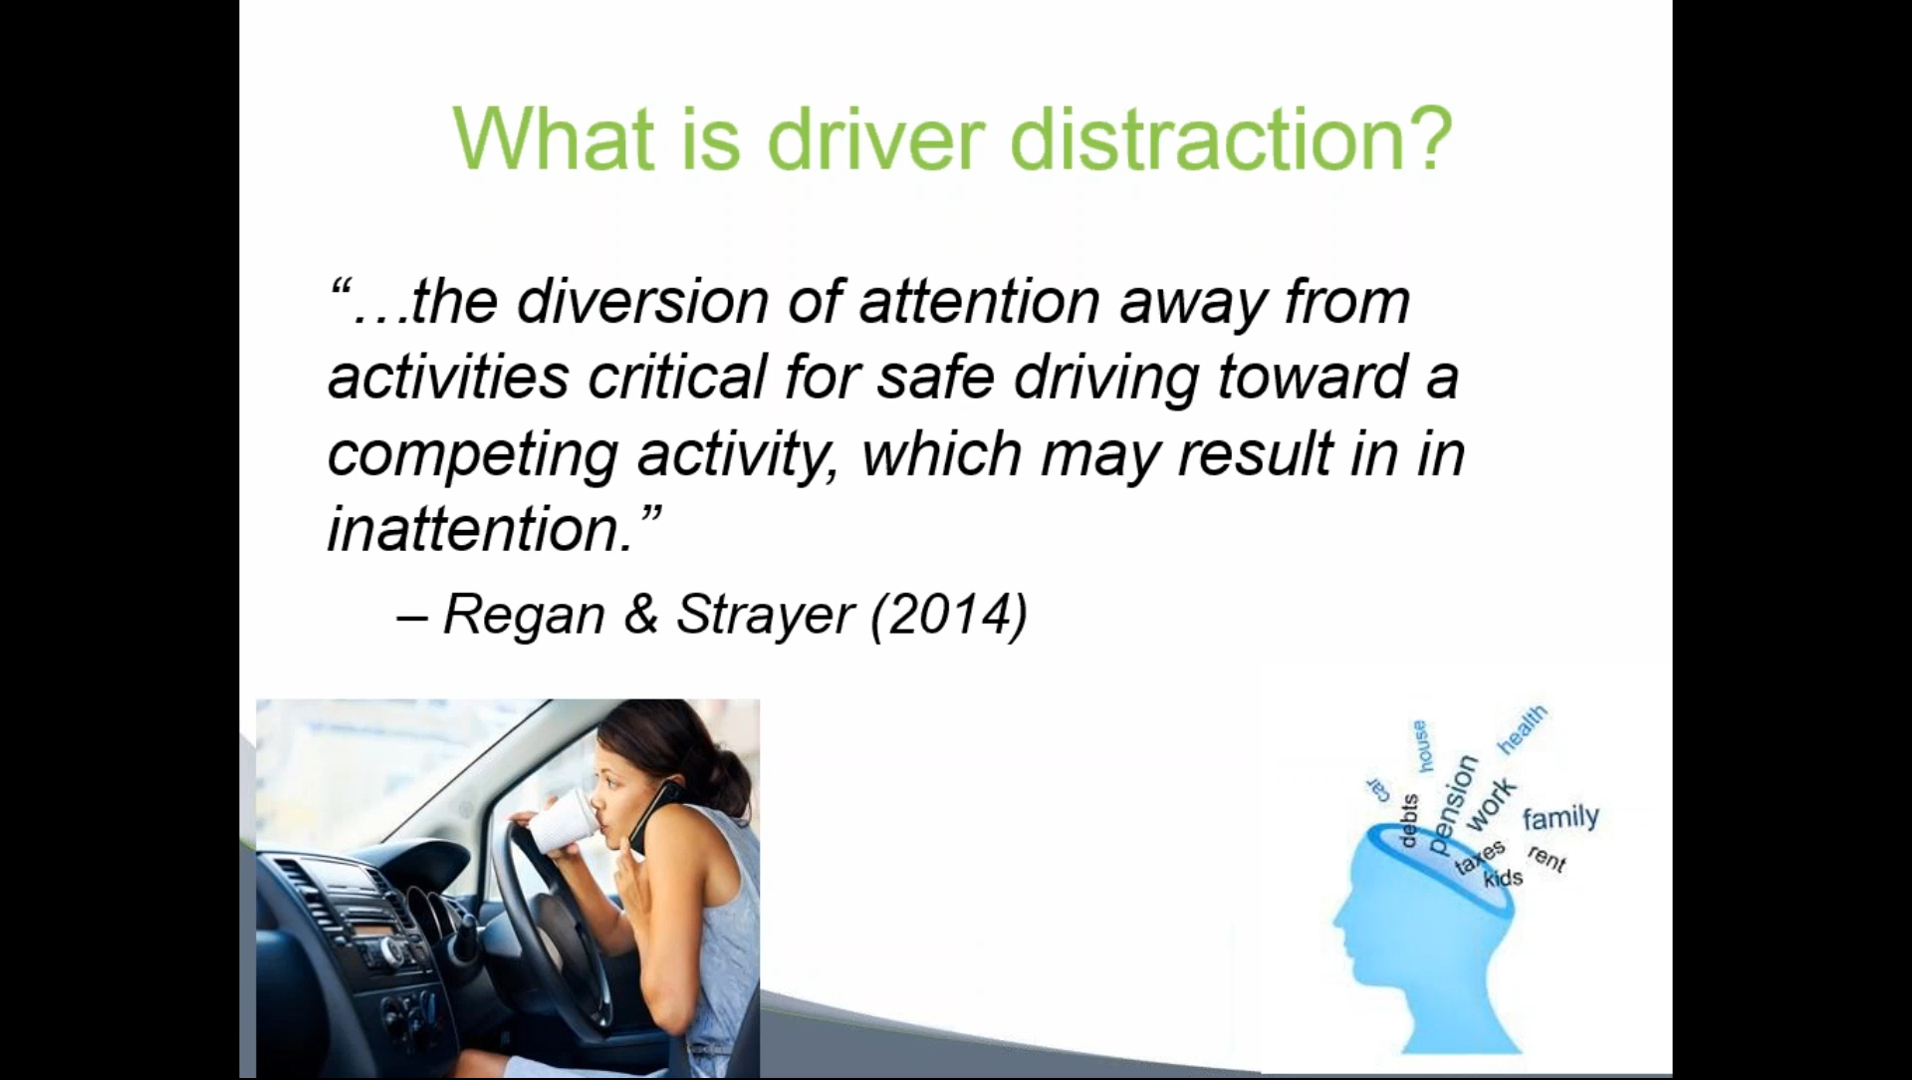 What is driver distraction?
“…the diversion of attention away from
activities critical for safe driving toward a
competing activity, which may result in in
inattention.”
– Regan & Strayer (2014)
house
health
car
debts
pension
work
family
taxes
rent
kids